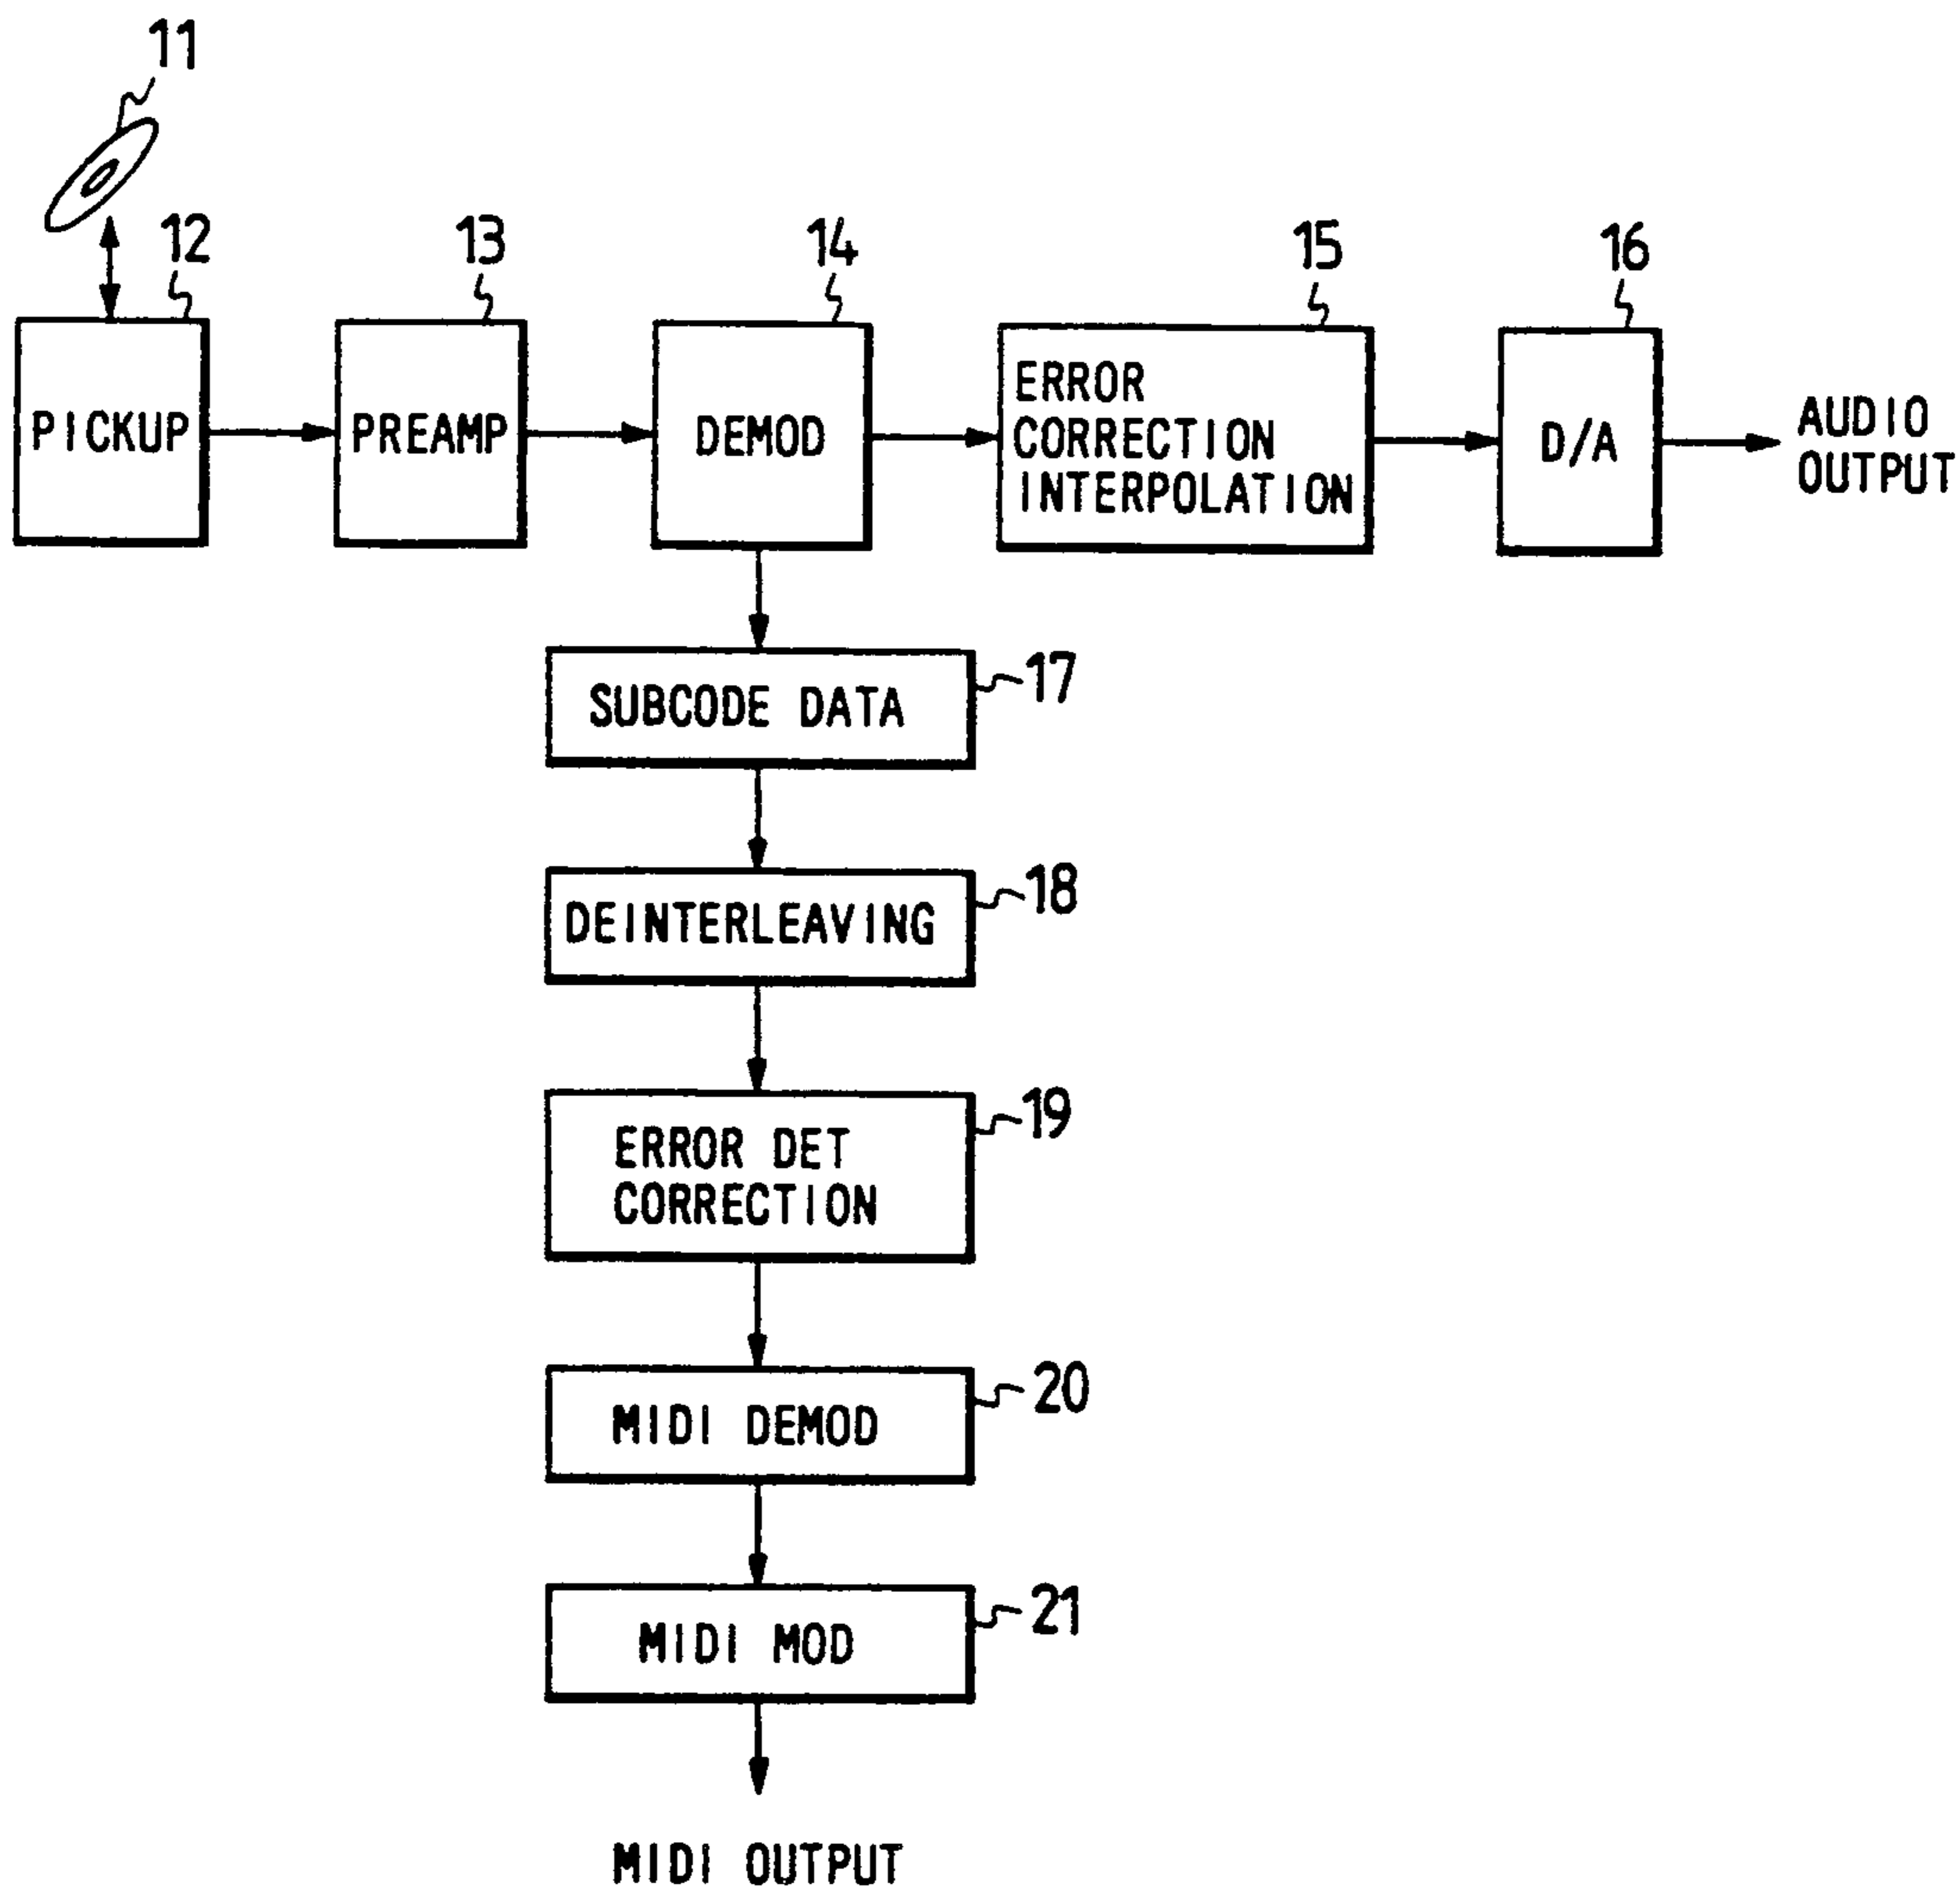 11
12
13
14
15
16
PICKUP
PREAMP
DEMOD
ERROR
CORRECTION
INTERPOLATION
D/A
AUDIO
OUTPUT
SUBCODE DATA
17
DEINTERLEAVING
18
ERROR DET
CORRECTION
19
MIDI DEMOD
20
MIDI MOD
21
MIDI OUTPUT